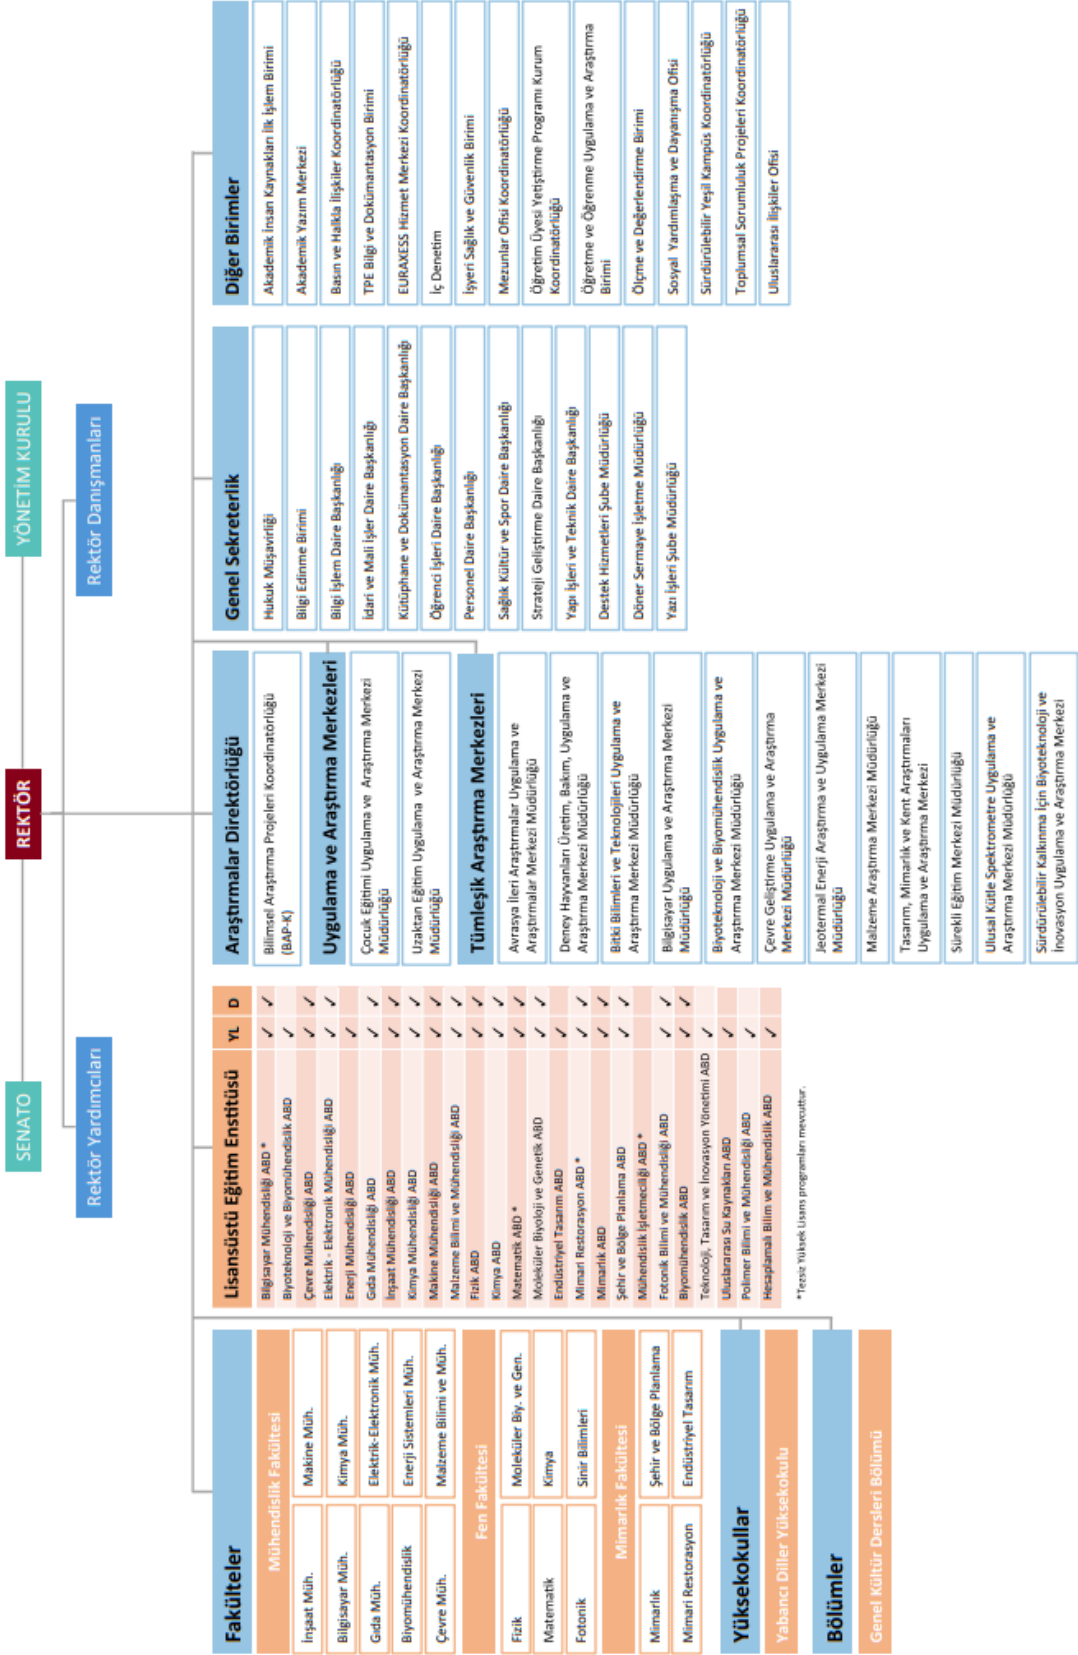 SENATO
REKTÖR
YÖNETİM KURULU
Rektör Yardımcıları
Rektör Danışmanları
Fakülteler
Mühendislik Fakültesi
İnşaat Müh.
Makine Müh.
Bilgisayar Müh.
Kimya Müh.
Gıda Müh.
Elektrik-Elektronik Müh.
Biyomühendislik
Enerji Sistemleri Müh.
Çevre Müh.
Malzeme Bilimi ve Müh.
Fen Fakültesi
Fizik
Moleküler Biy. ve Gen.
Matematik
Kimya
Fotonik
Sinir Bilimleri
Mimarlık Fakültesi
Mimarlık
Şehir ve Bölge Planlama
Mimari Restorasyon
Endüstriyel Tasarım
Yüksekokullar
Yabancı Diller Yüksekokulu
Bölümler
Genel Kültür Dersleri Bölümü
Lisansüstü Eğitim Enstitüsü YL D
Bilgisayar Mühendisliği ABD * ✓ ✓
Biyoteknoloji ve Biyomühendislik ABD ✓
Çevre Mühendisliği ABD ✓ ✓
Elektrik - Elektronik Mühendisliği ABD ✓ ✓
Enerji Mühendisliği ABD ✓
Gıda Mühendisliği ABD ✓ ✓
İnşaat Mühendisliği ABD ✓ ✓
Kimya Mühendisliği ABD ✓ ✓
Makine Mühendisliği ABD ✓ ✓
Malzeme Bilimi ve Mühendisliği ABD ✓ ✓
Fizik ABD ✓ ✓
Kimya ABD ✓ ✓
Matematik ABD * ✓ ✓
Moleküler Biyoloji ve Genetik ABD ✓ ✓
Endüstriyel Tasarım ABD ✓
Mimari Restorasyon ABD * ✓ ✓
Mimarlık ABD ✓ ✓
Şehir ve Bölge Planlama ABD ✓ ✓
Mühendislik İşletmeciliği ABD *
Fotonik Bilimi ve Mühendisliği ABD ✓ ✓
Biyomühendislik ABD ✓ ✓
Teknoloji, Tasarım ve İnovasyon Yönetimi ABD ✓
Uluslararası Su Kaynakları ABD ✓
Polimer Bilimi ve Mühendisliği ABD ✓
Hesaplamalı Bilim ve Mühendislik ABD ✓
*Tezsiz Yüksek Lisans programları mevcuttur.
Araştırmalar Direktörlüğü
Bilimsel Araştırma Projeleri Koordinatörlüğü
(BAP-K)
Uygulama ve Araştırma Merkezleri
Çocuk Eğitimi Uygulama ve Araştırma Merkezi
Müdürlüğü
Uzaktan Eğitim Uygulama ve Araştırma Merkezi
Müdürlüğü
Tümleşik Araştırma Merkezleri
Avrasya İleri Araştırmalar Uygulama ve
Araştırmalar Merkezi Müdürlüğü
Deney Hayvanları Üretim, Bakım, Uygulama ve
Araştırma Merkezi Müdürlüğü
Bitki Bilimleri ve Teknolojileri Uygulama ve
Araştırma Merkezi Müdürlüğü
Bilgisayar Uygulama ve Araştırma Merkezi
Müdürlüğü
Biyoteknoloji ve Biyomühendislik Uygulama ve
Araştırma Merkezi Müdürlüğü
Çevre Geliştirme Uygulama ve Araştırma
Merkezi Müdürlüğü
Jeotermal Enerji Araştırma ve Uygulama Merkezi
Müdürlüğü
Malzeme Araştırma Merkezi Müdürlüğü
Tasarım, Mimarlık ve Kent Araştırmaları
Uygulama ve Araştırma Merkezi
Sürekli Eğitim Merkezi Müdürlüğü
Ulusal Kütle Spektrometre Uygulama ve
Araştırma Merkezi Müdürlüğü
Sürdürülebilir Kalkınma İçin Biyoteknoloji ve
İnovasyon Uygulama ve Araştırma Merkezi
Genel Sekreterlik
Hukuk Müşavirliği
Bilgi Edinme Birimi
Bilgi İşlem Daire Başkanlığı
İdari ve Mali İşler Daire Başkanlığı
Kütüphane ve Dokümantasyon Daire Başkanlığı
Öğrenci İşleri Daire Başkanlığı
Personel Daire Başkanlığı
Sağlık Kültür ve Spor Daire Başkanlığı
Strateji Geliştirme Daire Başkanlığı
Yapı İşleri ve Teknik Daire Başkanlığı
Destek Hizmetleri Şube Müdürlüğü
Döner Sermaye İşletme Müdürlüğü
Yazı İşleri Şube Müdürlüğü
Diğer Birimler
Akademik İnsan Kaynakları İlk İşlem Birimi
Akademik Yazım Merkezi
Basın ve Halkla İlişkiler Koordinatörlüğü
TPE Bilgi ve Dokümantasyon Birimi
EURAXESS Hizmet Merkezi Koordinatörlüğü
İç Denetim
İşyeri Sağlık ve Güvenlik Birimi
Mezunlar Ofisi Koordinatörlüğü
Öğretim Üyesi Yetiştirme Programı Kurum
Koordinatörlüğü
Öğretme ve Öğrenme Uygulama ve Araştırma
Birimi
Ölçme ve Değerlendirme Birimi
Sosyal Yardımlaşma ve Dayanışma Ofisi
Sürdürülebilir Yeşil Kampüs Koordinatörlüğü
Toplumsal Sorumluluk Projeleri Koordinatörlüğü
Uluslararası İlişkiler Ofisi